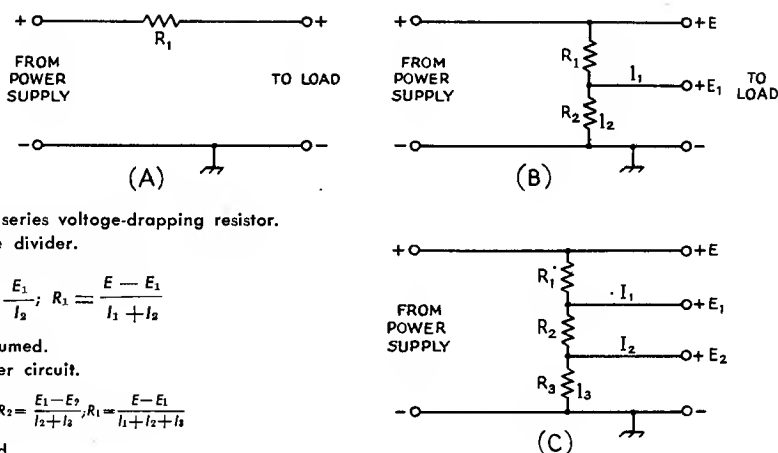 + R₁ +
FROM
POWER
SUPPLY
TO LOAD
- -
(A)
+ +E
FROM
POWER
SUPPLY
R₁
I₁ +E₁
TO
LOAD
R₂ I₂
- -
(B)
series voltage-drapping resistor.
e divider.
E₁/I₂; R₁ = E — E₁/I₁ + I₂
umed.
er circuit.
R₂= E₁—E?/I₂+I₃; R₁= E—E₁/I₁+I₂+I₃
d.
+ +E
R₁
I₁ +E₁
FROM
POWER
SUPPLY
R₂
I₂ +E₂
R₃ I₃
- -
(C)